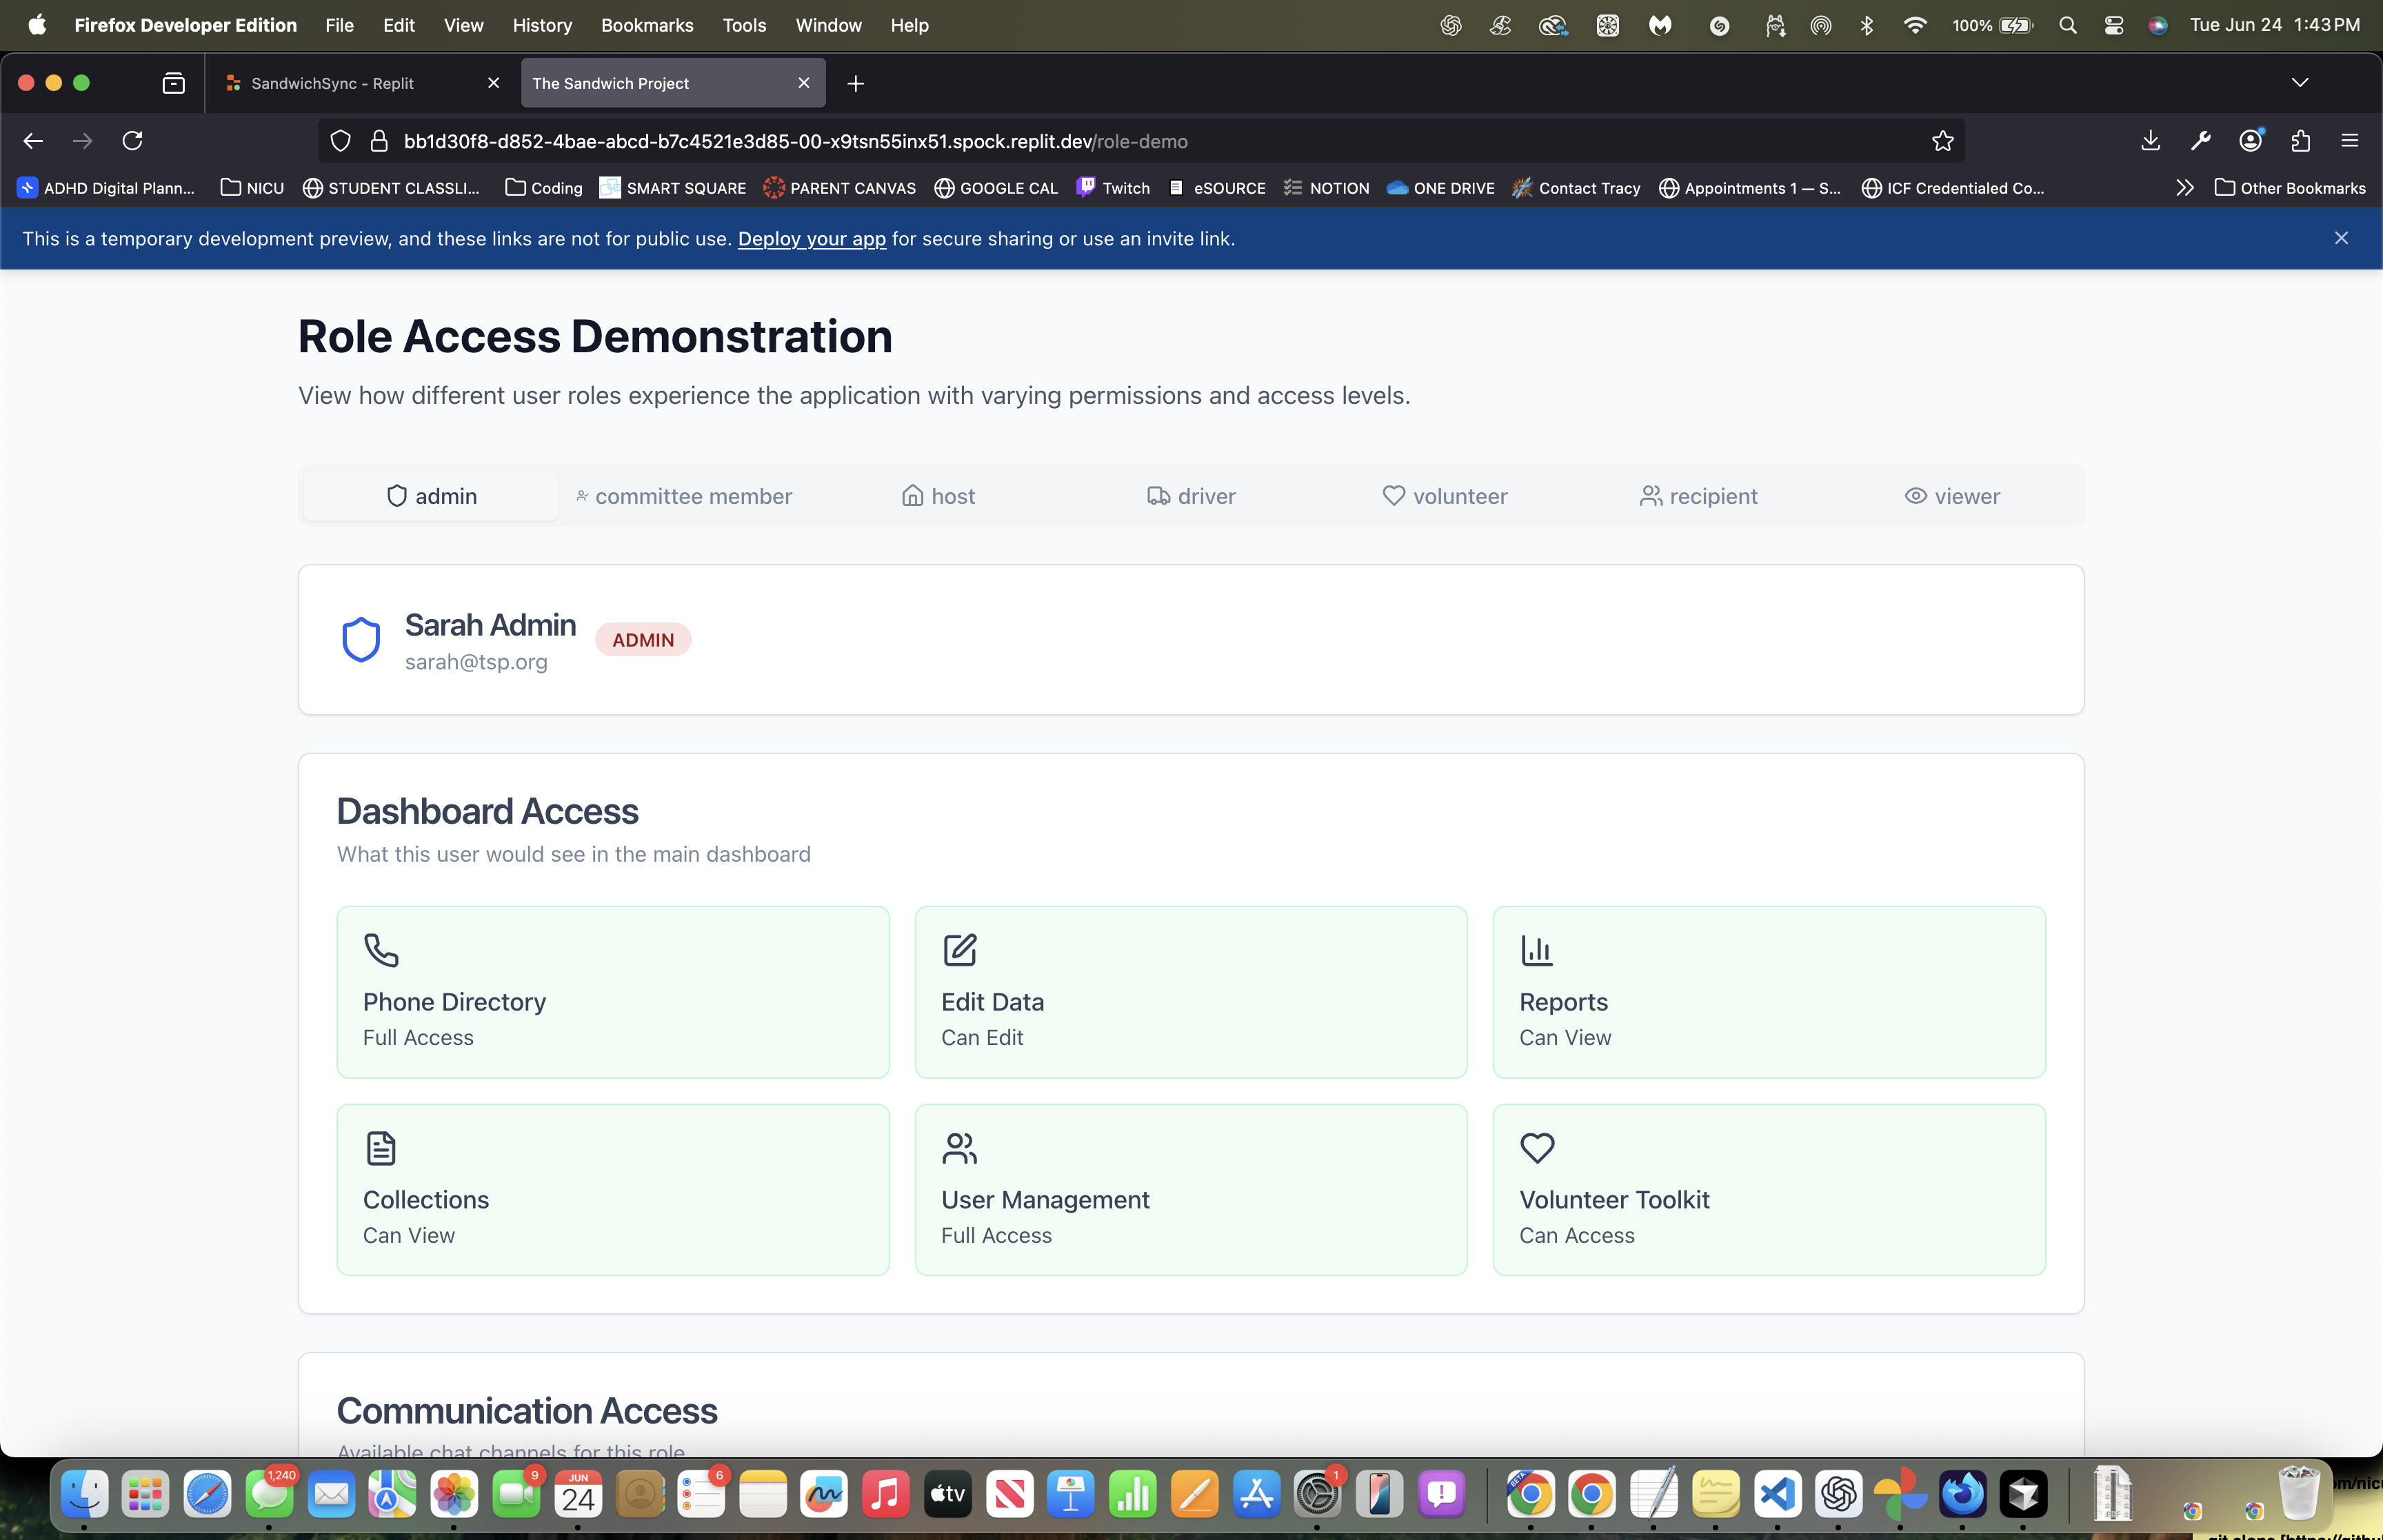 Firefox Developer Edition File Edit View History Bookmarks Tools Window Help 100% Tue Jun 24 1:43 PM
SandwichSync - Replit The Sandwich Project
bb1d30f8-d852-4bae-abcd-b7c4521e3d85-00-x9tsn55inx51.spock.replit.dev/role-demo
ADHD Digital Plann... NICU STUDENT CLASSLI... Coding SMART SQUARE PARENT CANVAS GOOGLE CAL Twitch eSOURCE NOTION ONE DRIVE Contact Tracy Appointments 1 — S... ICF Credentialed Co... Other Bookmarks
This is a temporary development preview, and these links are not for public use. Deploy your app for secure sharing or use an invite link.
Role Access Demonstration
View how different user roles experience the application with varying permissions and access levels.
admin committee member host driver volunteer recipient viewer
Sarah Admin
ADMIN
sarah@tsp.org
Dashboard Access
What this user would see in the main dashboard
Phone Directory Edit Data Reports
Full Access Can Edit Can View
Collections User Management Volunteer Toolkit
Can View Full Access Can Access
Communication Access
Available chat channels for this role
1,240 9 JUN 24 6 tv 1 BETA